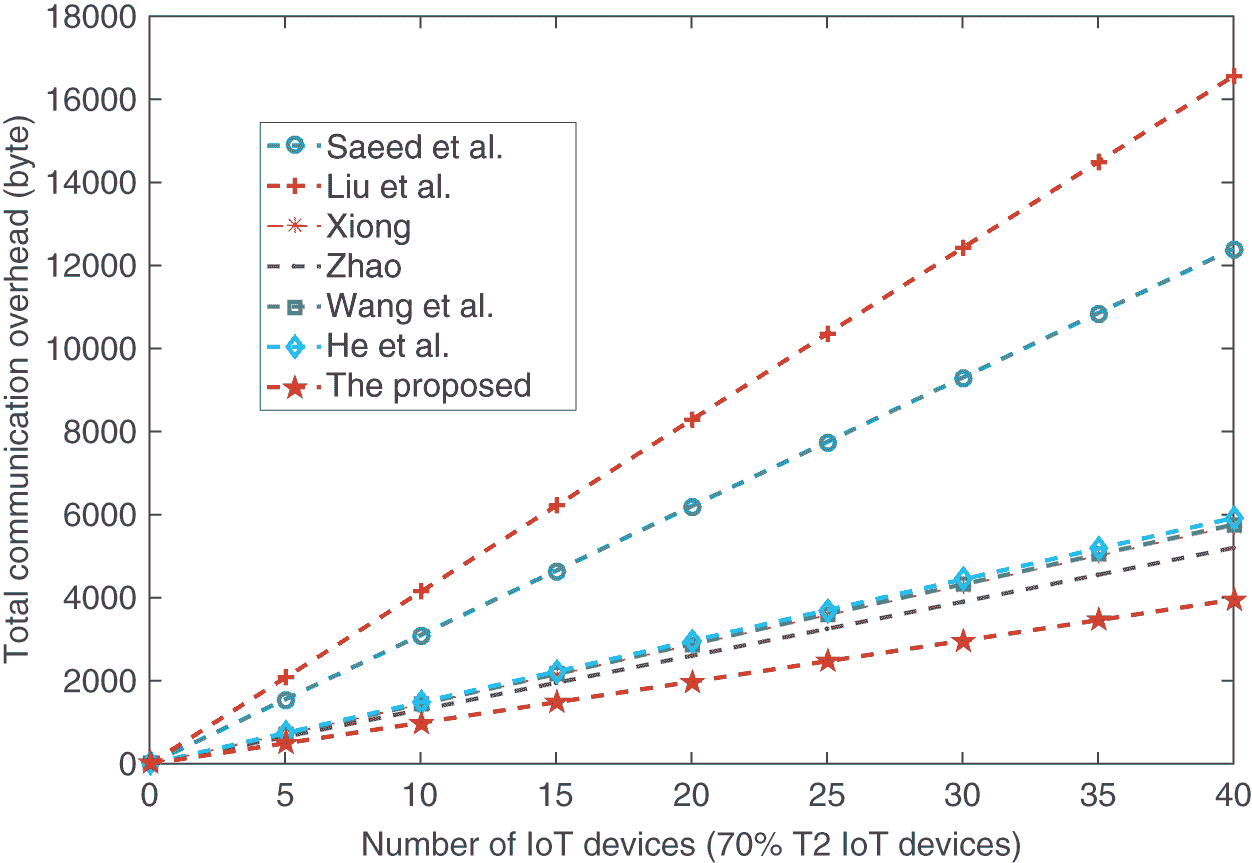 18000
16000
14000
12000
10000
8000
6000
4000
2000
0
Total communication overhead (byte)
Saeed et al.
Liu et al.
Xiong
Zhao
Wang et al.
He et al.
The proposed
0 5 10 15 20 25 30 35 40
Number of IoT devices (70% T2 IoT devices)